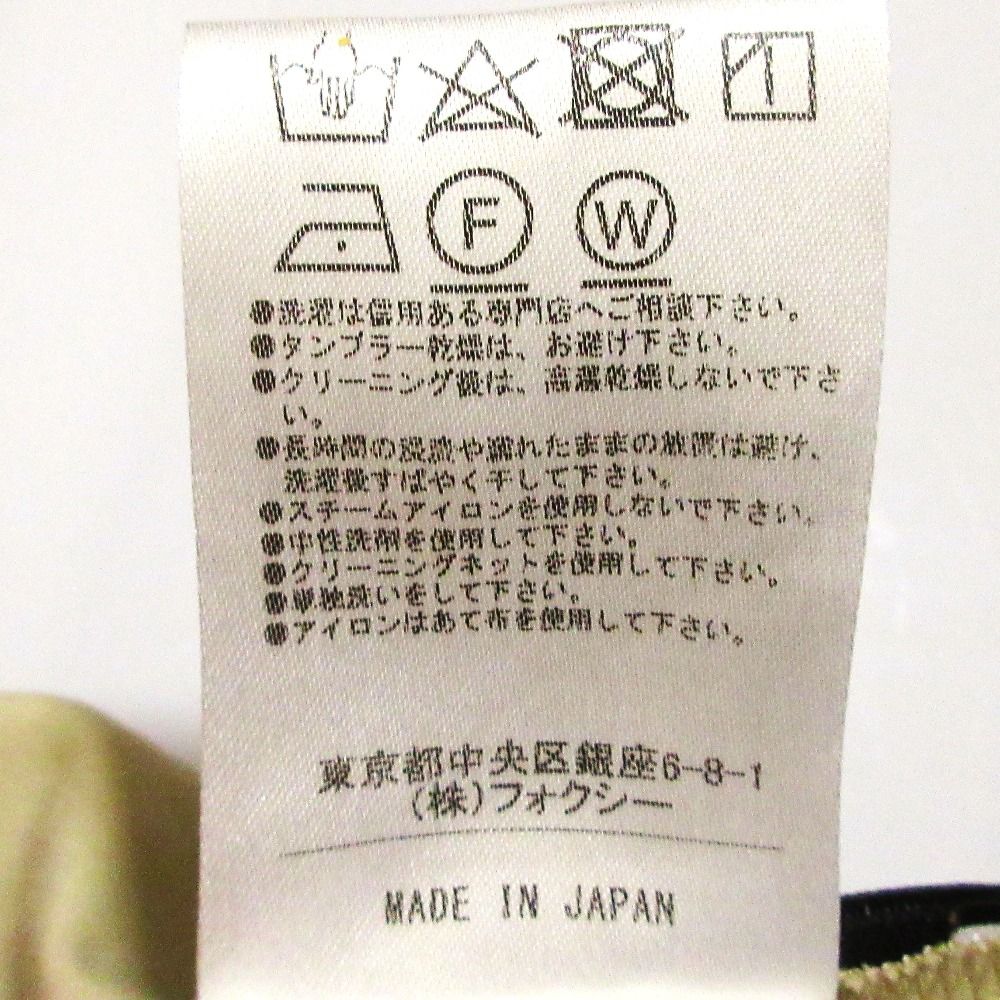 F W
●洗濯は信用ある専門店へご相談下さい。
●タンブラー乾燥は、お避け下さい。
●クリーニング後は、高温乾燥しないで下さ
い。
●長時間の浸漬や濡れたままの放置は避け、
洗濯後すばやく干して下さい。
●スチームアイロンを使用しないで下さい。
●中性洗剤を使用して下さい。
●クリーニングネットを使用して下さい。
●単独洗いをして下さい。
●アイロンはあて布を使用して下さい。
東京都中央区銀座6-8-1
(株)フォクシー
MADE IN JAPAN